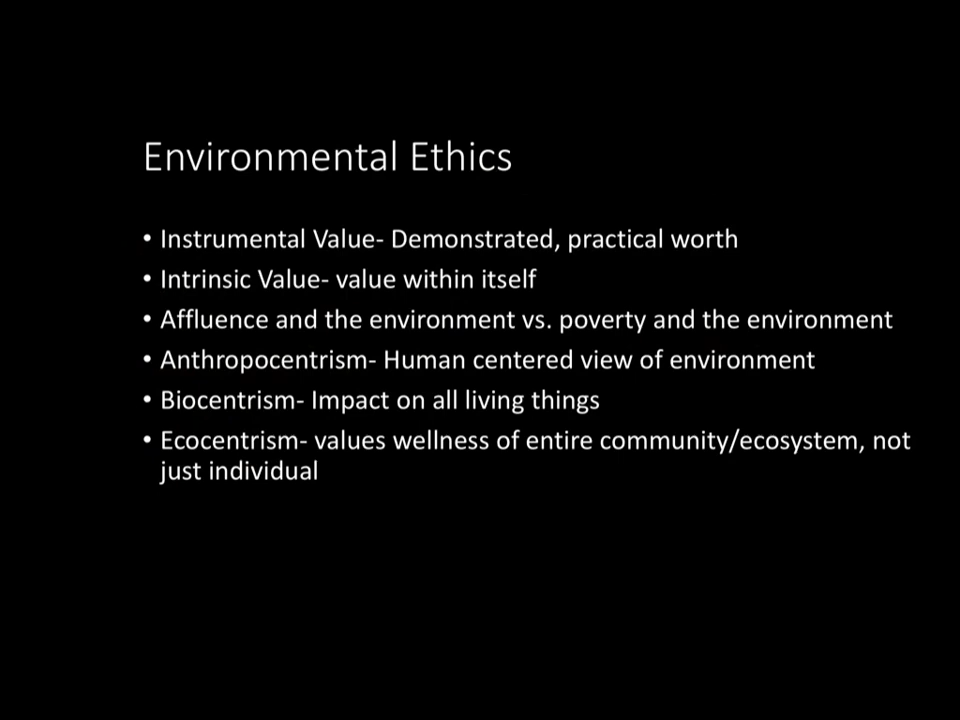 Environmental Ethics
• Instrumental Value- Demonstrated, practical worth
• Intrinsic Value- value within itself
• Affluence and the environment vs. poverty and the environment
• Anthropocentrism- Human centered view of environment
• Biocentrism- Impact on all living things
• Ecocentrism- values wellness of entire community/ecosystem, not
just individual